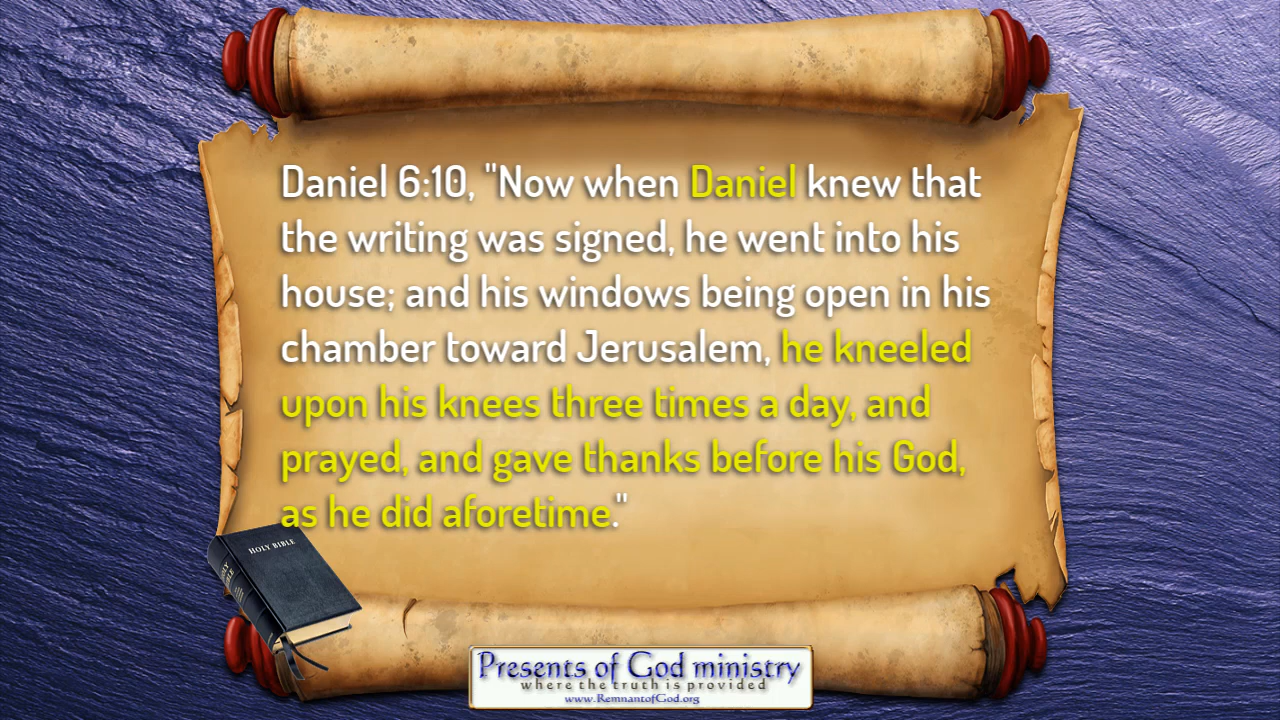 Daniel 6:10, "Now when Daniel knew that
the writing was signed, he went into his
house; and his windows being open in his
chamber toward Jerusalem, he kneeled
upon his knees three times a day, and
prayed, and gave thanks before his God,
as he did aforetime."
HOLY BIBLE
HOLY BIBLE
Presents of God ministry
where the truth is provided
www.RemnantofGod.org